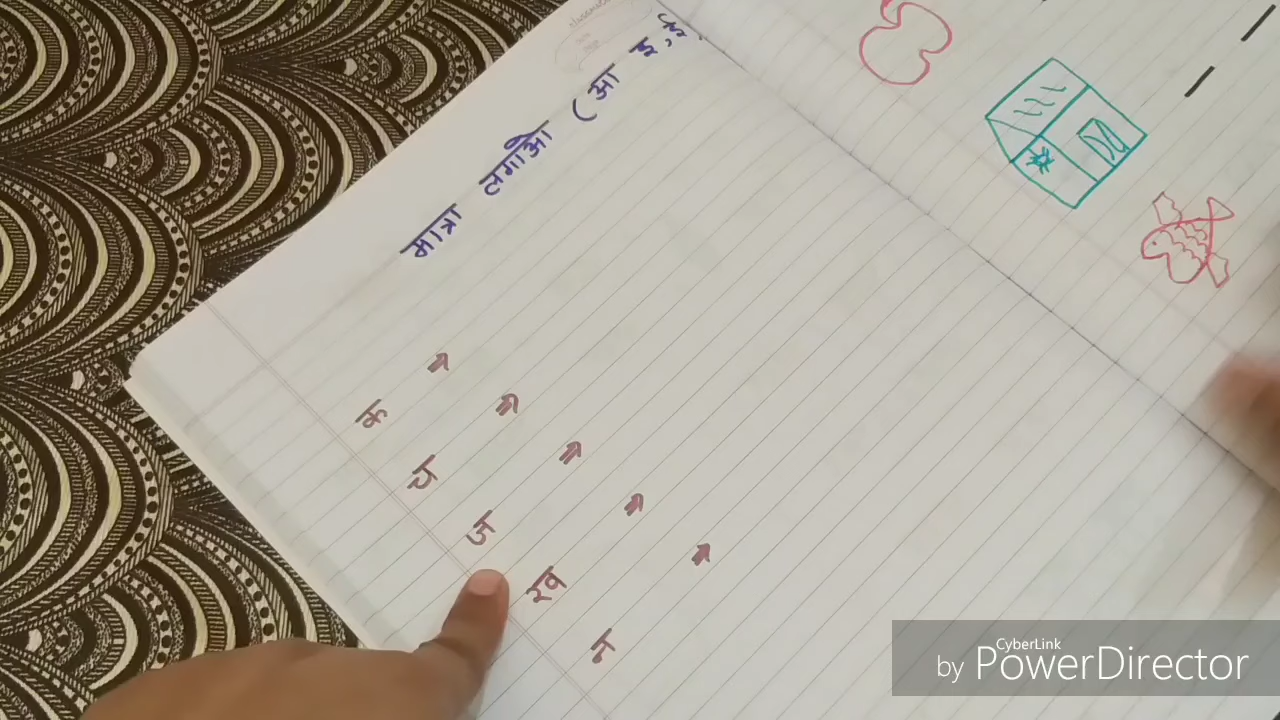 मात्रा लगाओ ( आ इ, ई,
क →
च →
ज →
ख →
न →
by CyberLink PowerDirector